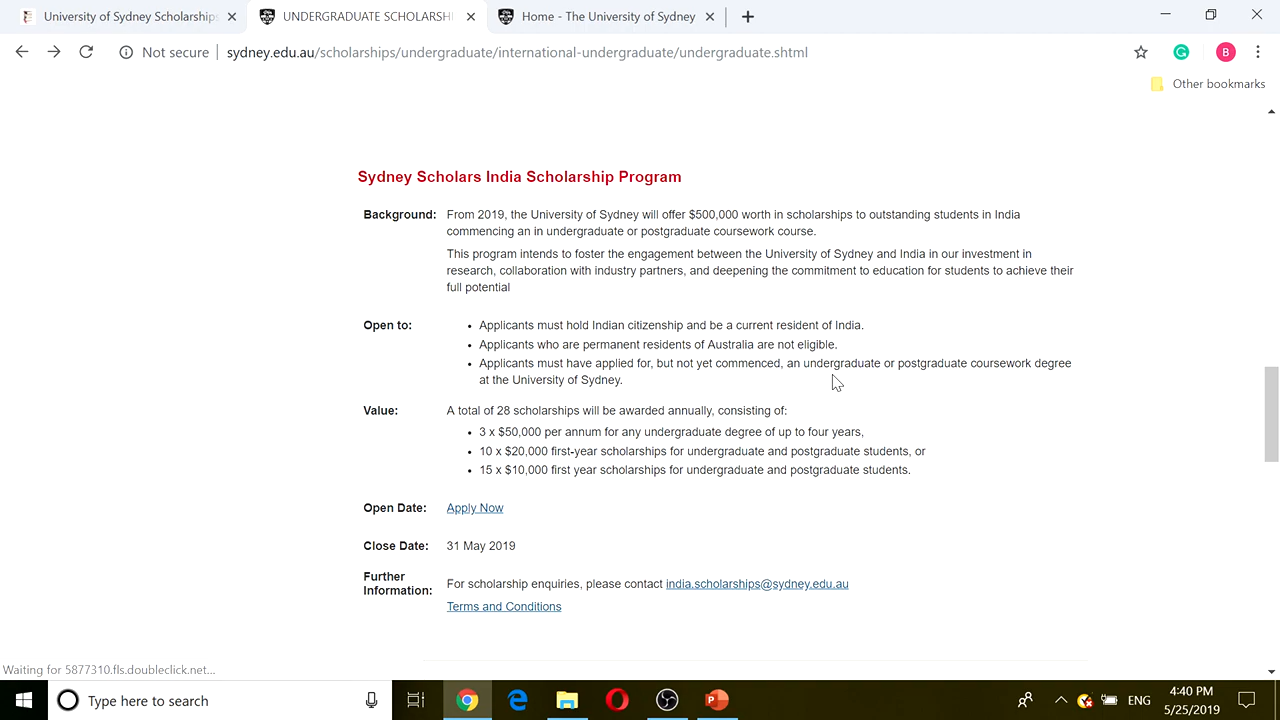 University of Sydney Scholarships
UNDERGRADUATE SCHOLARSHI
Home - The University of Sydney
Not secure
sydney.edu.au/scholarships/undergraduate/international-undergraduate/undergraduate.shtml
B
Other bookmarks
Sydney Scholars India Scholarship Program
Background: From 2019, the University of Sydney will offer $500,000 worth in scholarships to outstanding students in India
commencing an in undergraduate or postgraduate coursework course.
This program intends to foster the engagement between the University of Sydney and India in our investment in
research, collaboration with industry partners, and deepening the commitment to education for students to achieve their
full potential
Open to: • Applicants must hold Indian citizenship and be a current resident of India.
• Applicants who are permanent residents of Australia are not eligible.
• Applicants must have applied for, but not yet commenced, an undergraduate or postgraduate coursework degree
at the University of Sydney.
Value: A total of 28 scholarships will be awarded annually, consisting of:
• 3 x $50,000 per annum for any undergraduate degree of up to four years,
• 10 x $20,000 first-year scholarships for undergraduate and postgraduate students, or
• 15 x $10,000 first year scholarships for undergraduate and postgraduate students.
Open Date: Apply Now
Close Date: 31 May 2019
Further
Information: For scholarship enquiries, please contact india.scholarships@sydney.edu.au
Terms and Conditions
Waiting for 5877310.fls.doubleclick.net...
Type here to search
ENG
4:40 PM
5/25/2019